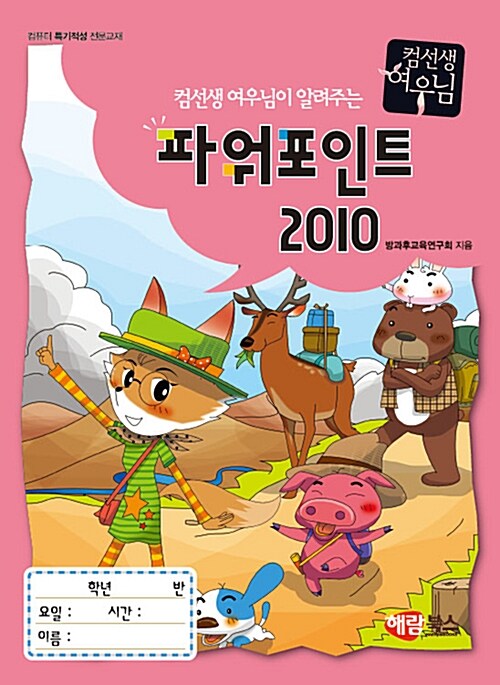 컴퓨터 특기적성 전문교재
컴선생
여우님
컴선생 여우님이 알려주는
파워포인트
2010
방과후교육연구회 지음
학년 반
요일 : 시간 :
이름 :
해람북스